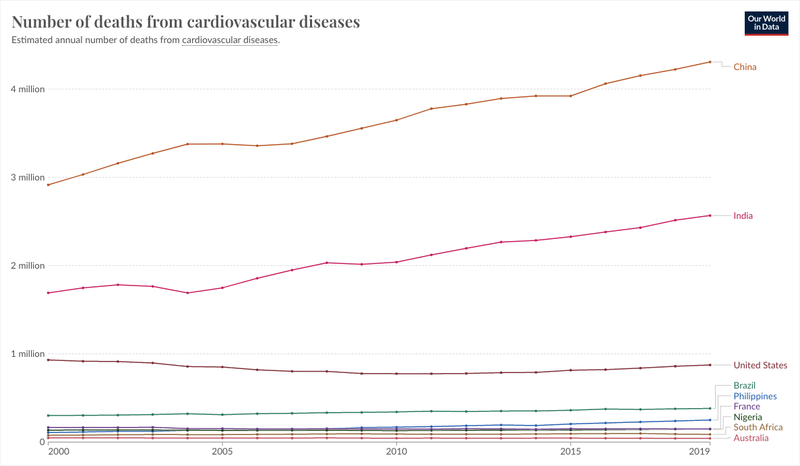 Number of deaths from cardiovascular diseases
Our World
in Data
Estimated annual number of deaths from cardiovascular diseases.
China
4 million
3 million
India
2 million
1 million
United States
Brazil
Philippines
France
Nigeria
South Africa
Australia
0
2000 2005 2010 2015 2019